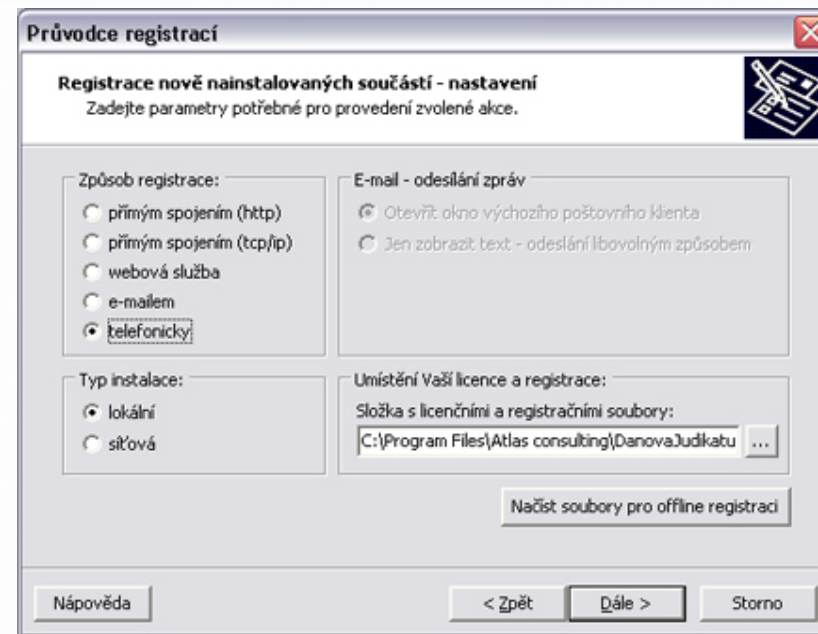 Průvodce registrací
Registrace nově nainstalovaných součástí - nastavení
Zadejte parametry potřebné pro provedení zvolené akce.
Způsob registrace:
přímým spojením (http)
přímým spojením (tcp/ip)
webová služba
e-mailem
telefonicky
E-mail - odesílání zpráv
Otevřít okno výchozího poštovního klienta
Jen zobrazit text - odeslání libovolným způsobem
Typ instalace:
lokální
síťová
Umístění Vaší licence a registrace:
Složka s licenčními a registračními soubory:
C:\Program Files\Atlas consulting\DanovaJudikatu
...
Načíst soubory pro offline registraci
Nápověda
< Zpět
Dále >
Storno